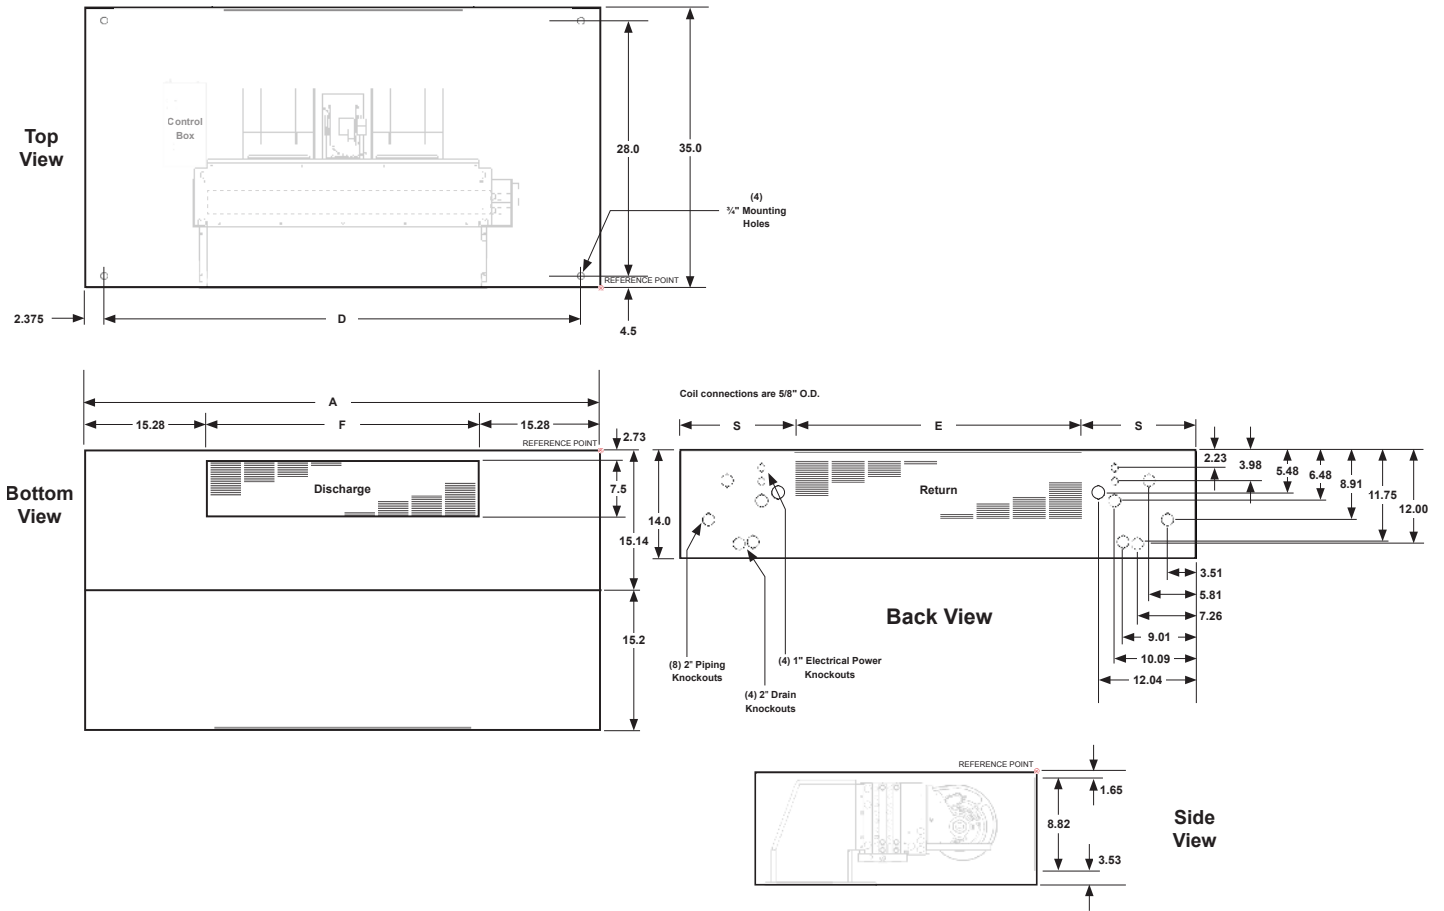 Top
View
Control
Box
28.0
35.0
(4)
¾" Mounting
Holes
REFERENCE POINT
2.375
D
4.5
A
15.28
F
15.28
REFERENCE POINT
2.73
Bottom
View
Discharge
7.5
15.14
15.2
Coil connections are 5/8" O.D.
S
E
S
14.0
Return
2.23
3.98
5.48
6.48
8.91
11.75
12.00
3.51
5.81
7.26
9.01
10.09
12.04
Back View
(8) 2" Piping
Knockouts
(4) 1" Electrical Power
Knockouts
(4) 2" Drain
Knockouts
REFERENCE POINT
1.65
8.82
3.53
Side
View